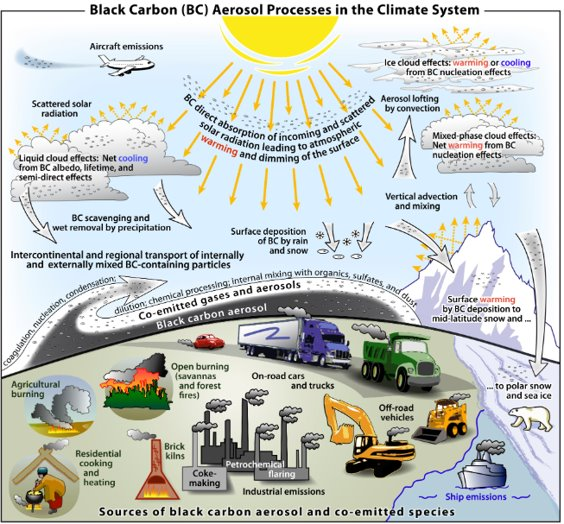 Black Carbon (BC) Aerosol Processes in the Climate System
Aircraft emissions
Ice cloud effects: warming or cooling
from BC nucleation effects
BC direct absorption of incoming and scattered
solar radiation leading to atmospheric
warming and dimming of the surface
Aerosol lofting
by convection
Scattered solar
radiation
Mixed-phase cloud effects:
Net warming from BC
nucleation effects
Liquid cloud effects: Net cooling
from BC albedo, lifetime, and
semi-direct effects
Vertical advection
and mixing
BC scavenging and
wet removal by precipitation
Surface deposition
of BC by rain
and snow
Intercontinental and regional transport of internally
and externally mixed BC-containing particles
coagulation, nucleation, condensation;
dilution; chemical processing; internal mixing with organics, sulfates, and dust
Co-emitted gases and aerosols
Black carbon aerosol
Surface warming
by BC deposition to
mid-latitude snow and ...
... to polar snow
and sea ice
Agricultural
burning
Open burning
(savannas
and forest
fires)
On-road cars
and trucks
Off-road
vehicles
Residential
cooking
and heating
Brick
kilns
Coke-
making
Petrochemical
flaring
Industrial emissions
Ship emissions
Sources of black carbon aerosol and co-emitted species